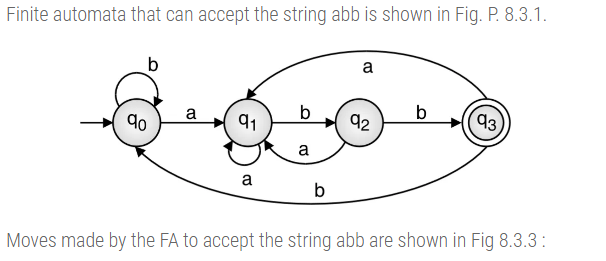 Finite automata that can accept the string abb is shown in Fig. P. 8.3.1.
b
a
q0
a
q1
b
q2
b
q3
a
a
b
Moves made by the FA to accept the string abb are shown in Fig 8.3.3 :